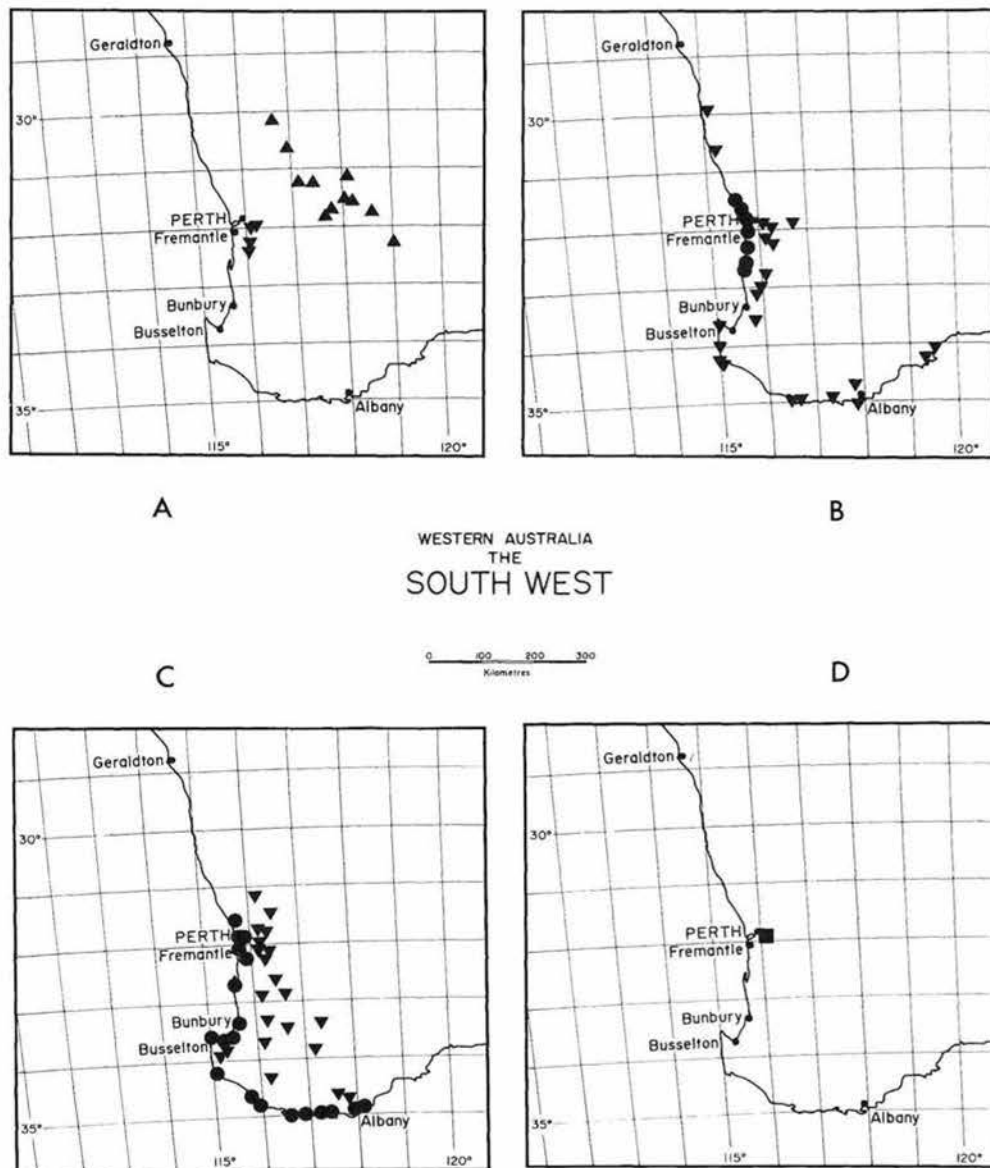 Geraldton
30°
PERTH
Fremantle
Bunbury
Busselton
Albany
35°
115°
120°
Geraldton
30°
PERTH
Fremantle
Bunbury
Busselton
Albany
35°
115°
120°
A
B
WESTERN AUSTRALIA
THE
SOUTH WEST
0 100 200 300
Kilometres
C
D
Geraldton
30°
PERTH
Fremantle
Bunbury
Busselton
Albany
35°
115°
120°
Geraldton
30°
PERTH
Fremantle
Bunbury
Busselton
Albany
35°
115°
120°